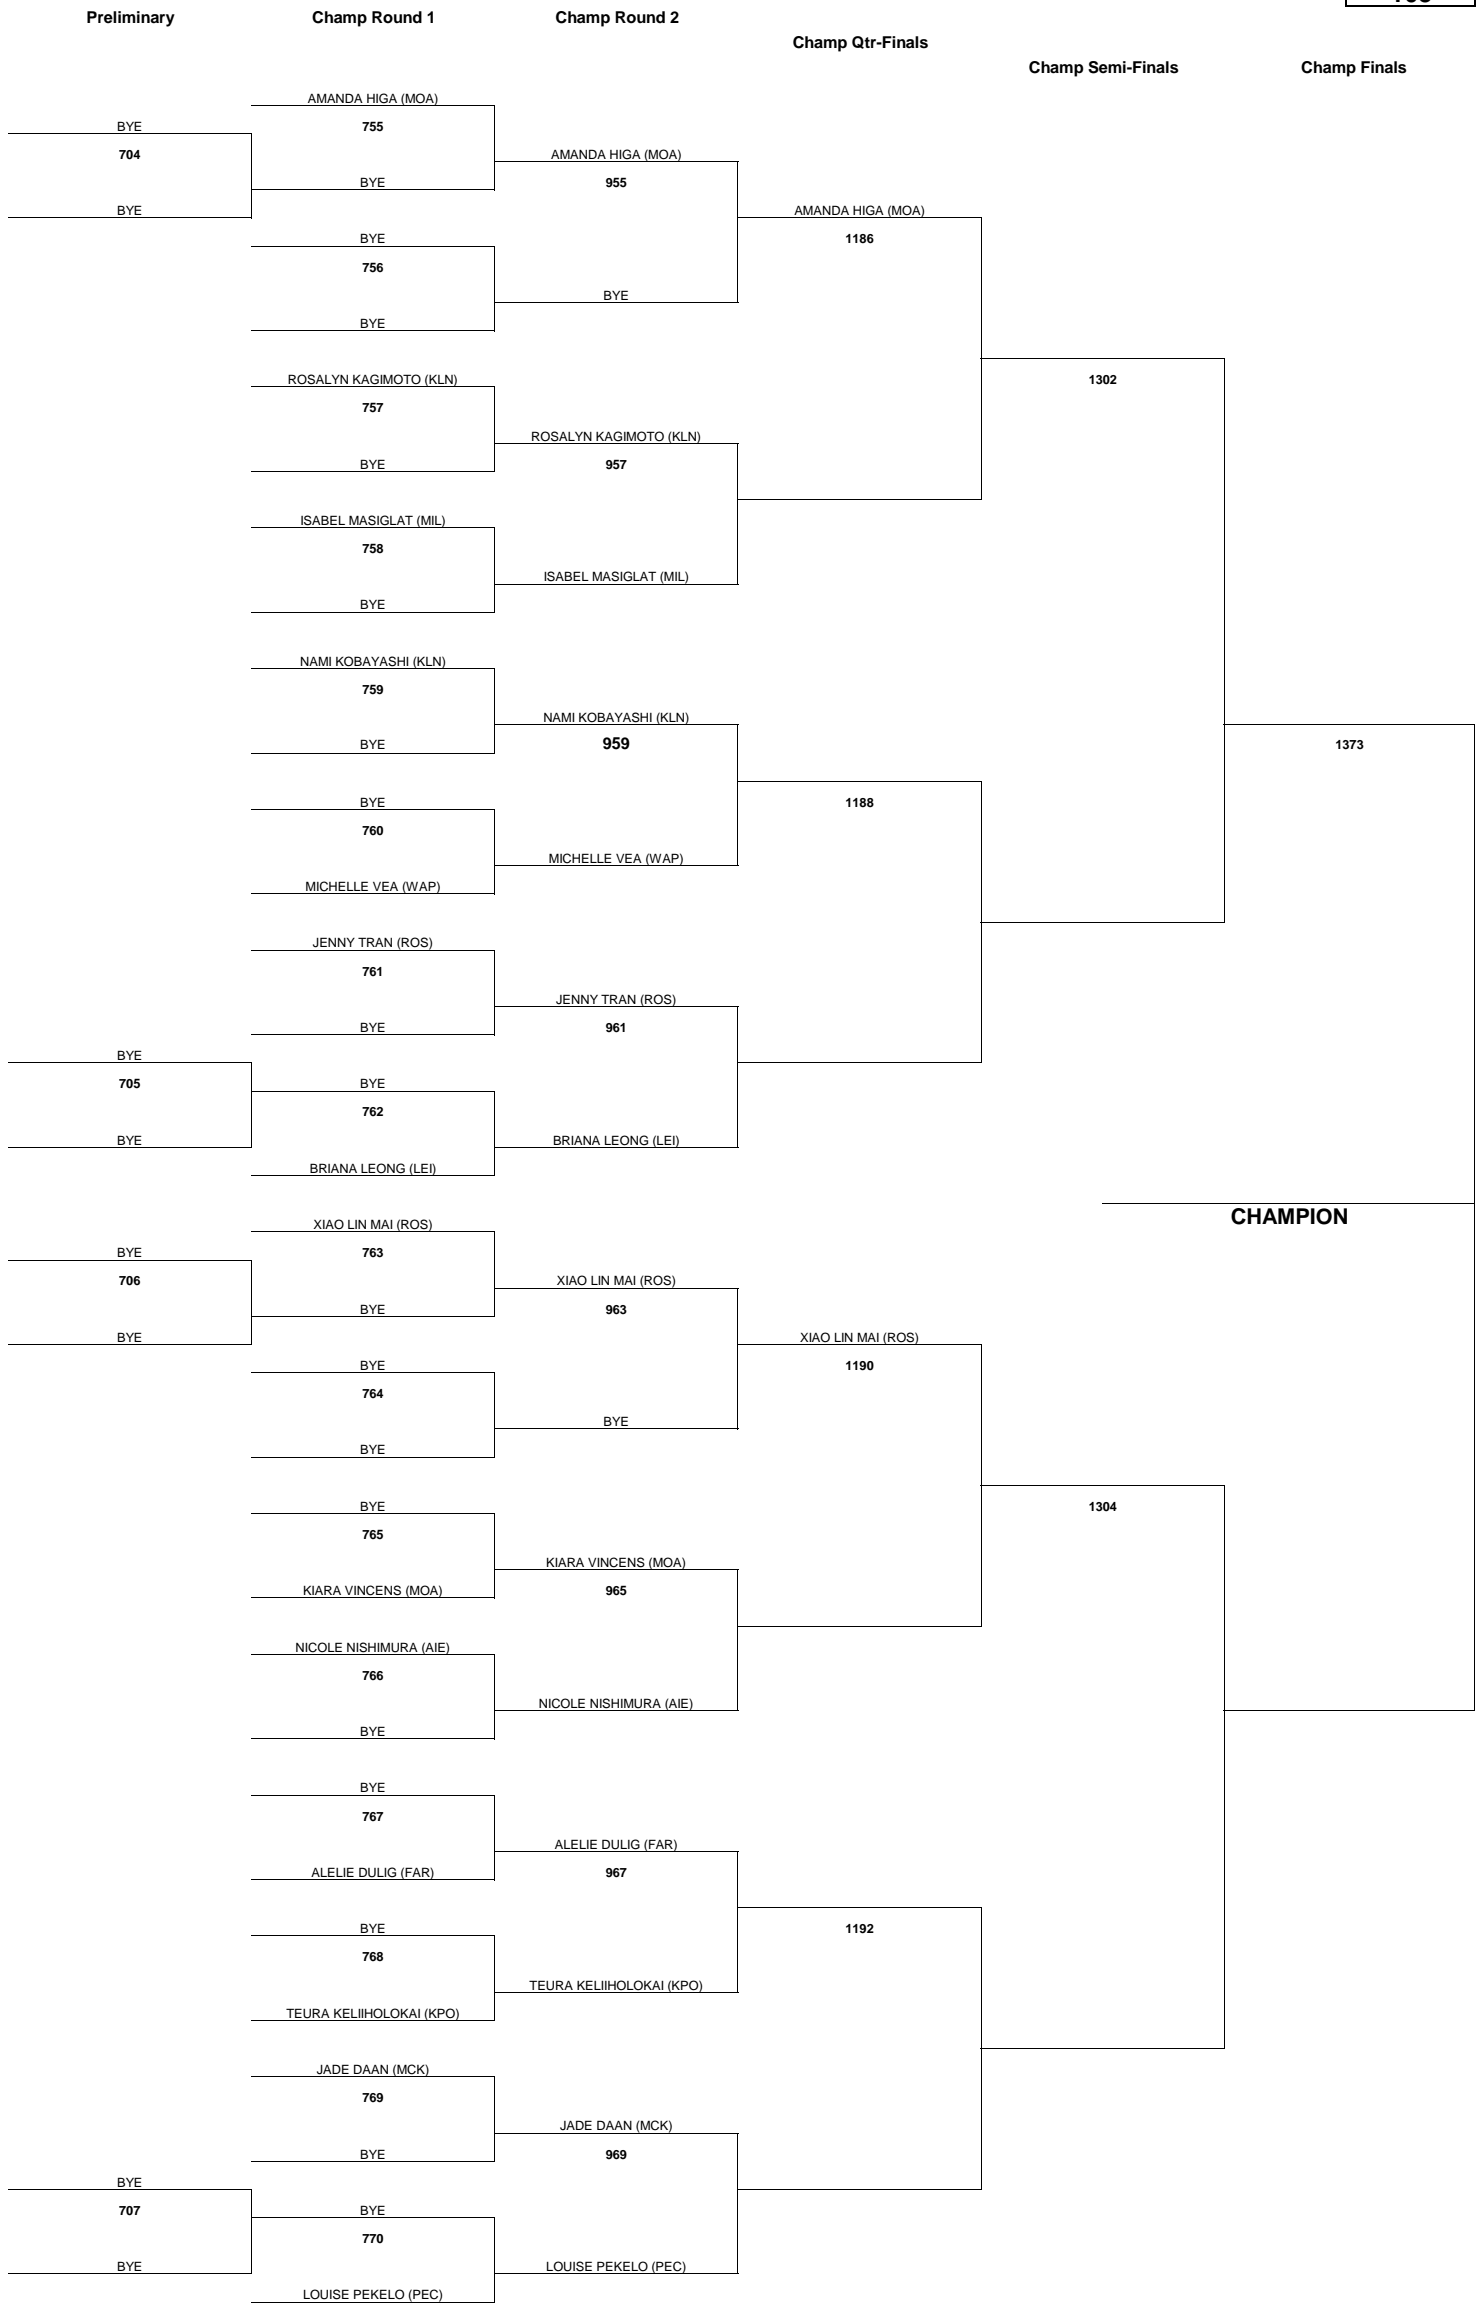 Preliminary
Champ Round 1
Champ Round 2
Champ Qtr-Finals
Champ Semi-Finals
Champ Finals
AMANDA HIGA (MOA)
BYE
755
704
AMANDA HIGA (MOA)
BYE
955
BYE
AMANDA HIGA (MOA)
BYE
1186
756
BYE
BYE
ROSALYN KAGIMOTO (KLN)
1302
757
ROSALYN KAGIMOTO (KLN)
BYE
957
ISABEL MASIGLAT (MIL)
758
ISABEL MASIGLAT (MIL)
BYE
NAMI KOBAYASHI (KLN)
759
NAMI KOBAYASHI (KLN)
BYE
959
1373
BYE
1188
760
MICHELLE VEA (WAP)
MICHELLE VEA (WAP)
JENNY TRAN (ROS)
761
JENNY TRAN (ROS)
BYE
961
BYE
705
BYE
762
BYE
BRIANA LEONG (LEI)
BRIANA LEONG (LEI)
CHAMPION
XIAO LIN MAI (ROS)
BYE
763
706
XIAO LIN MAI (ROS)
BYE
963
BYE
XIAO LIN MAI (ROS)
BYE
1190
764
BYE
BYE
BYE
1304
765
KIARA VINCENS (MOA)
KIARA VINCENS (MOA)
965
NICOLE NISHIMURA (AIE)
766
NICOLE NISHIMURA (AIE)
BYE
BYE
767
ALELIE DULIG (FAR)
ALELIE DULIG (FAR)
967
BYE
1192
768
TEURA KELIIHOLOKAI (KPO)
TEURA KELIIHOLOKAI (KPO)
JADE DAAN (MCK)
769
JADE DAAN (MCK)
BYE
969
BYE
707
BYE
770
BYE
LOUISE PEKELO (PEC)
LOUISE PEKELO (PEC)